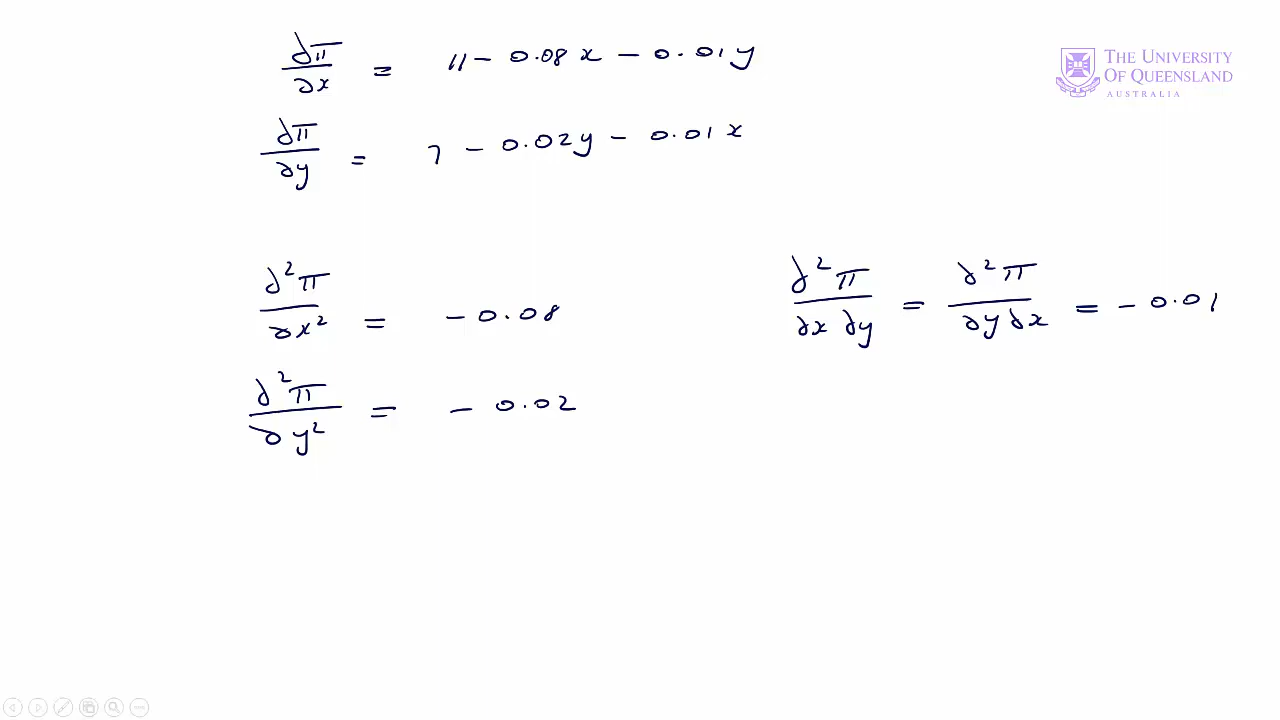 ∂π/∂x = 11 - 0.08x - 0.01y
THE UNIVERSITY
OF QUEENSLAND
AUSTRALIA
∂π/∂y = 7 - 0.02y - 0.01x
∂²π/∂x² = - 0.08
∂²π/∂x∂y = ∂²π/∂y∂x = - 0.01
∂²π/∂y² = - 0.02